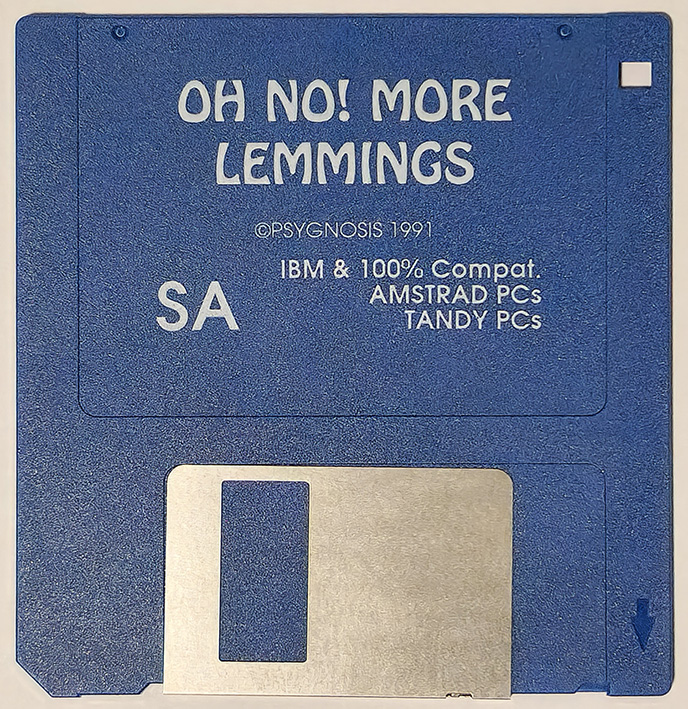 OH NO! MORE
LEMMINGS
©PSYGNOSIS 1991
SA
IBM & 100% Compat.
AMSTRAD PCs
TANDY PCs